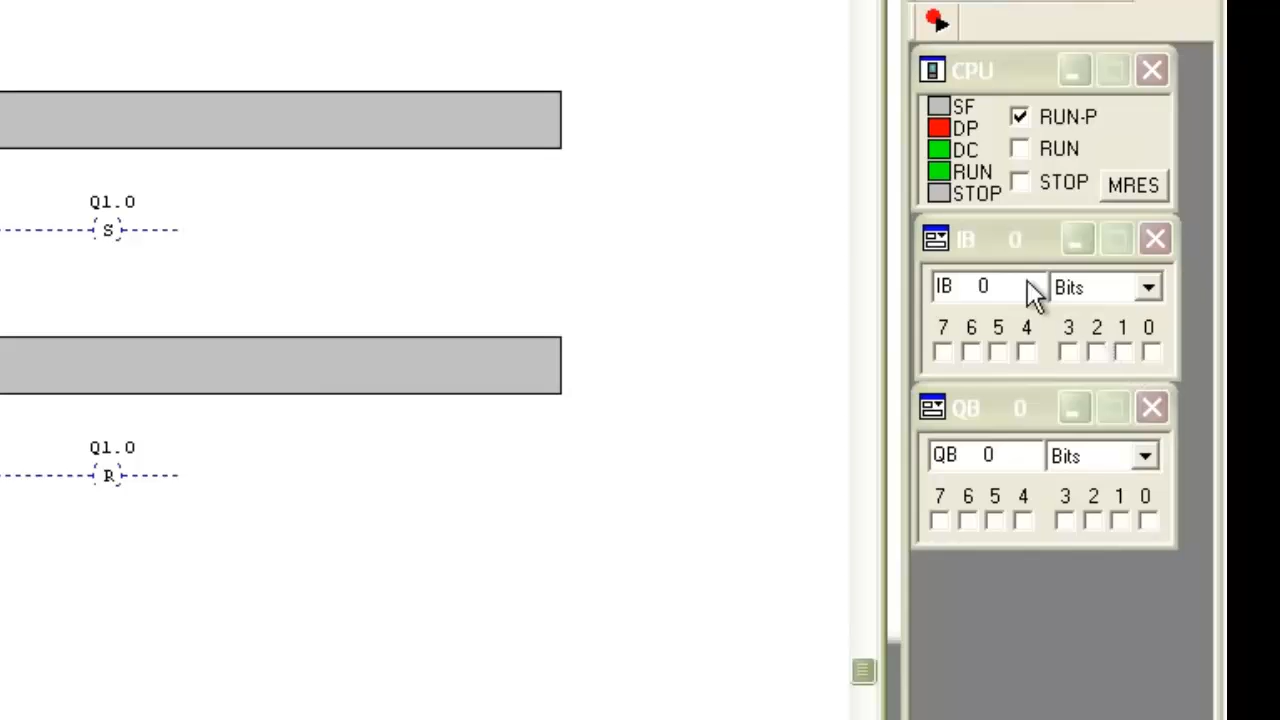 Q1.0
S
Q1.0
R
CPU
SF
DP
DC
RUN
STOP
RUN-P
RUN
STOP
MRES
IB 0
IB 0
Bits
7 6 5 4 3 2 1 0
QB 0
QB 0
Bits
7 6 5 4 3 2 1 0